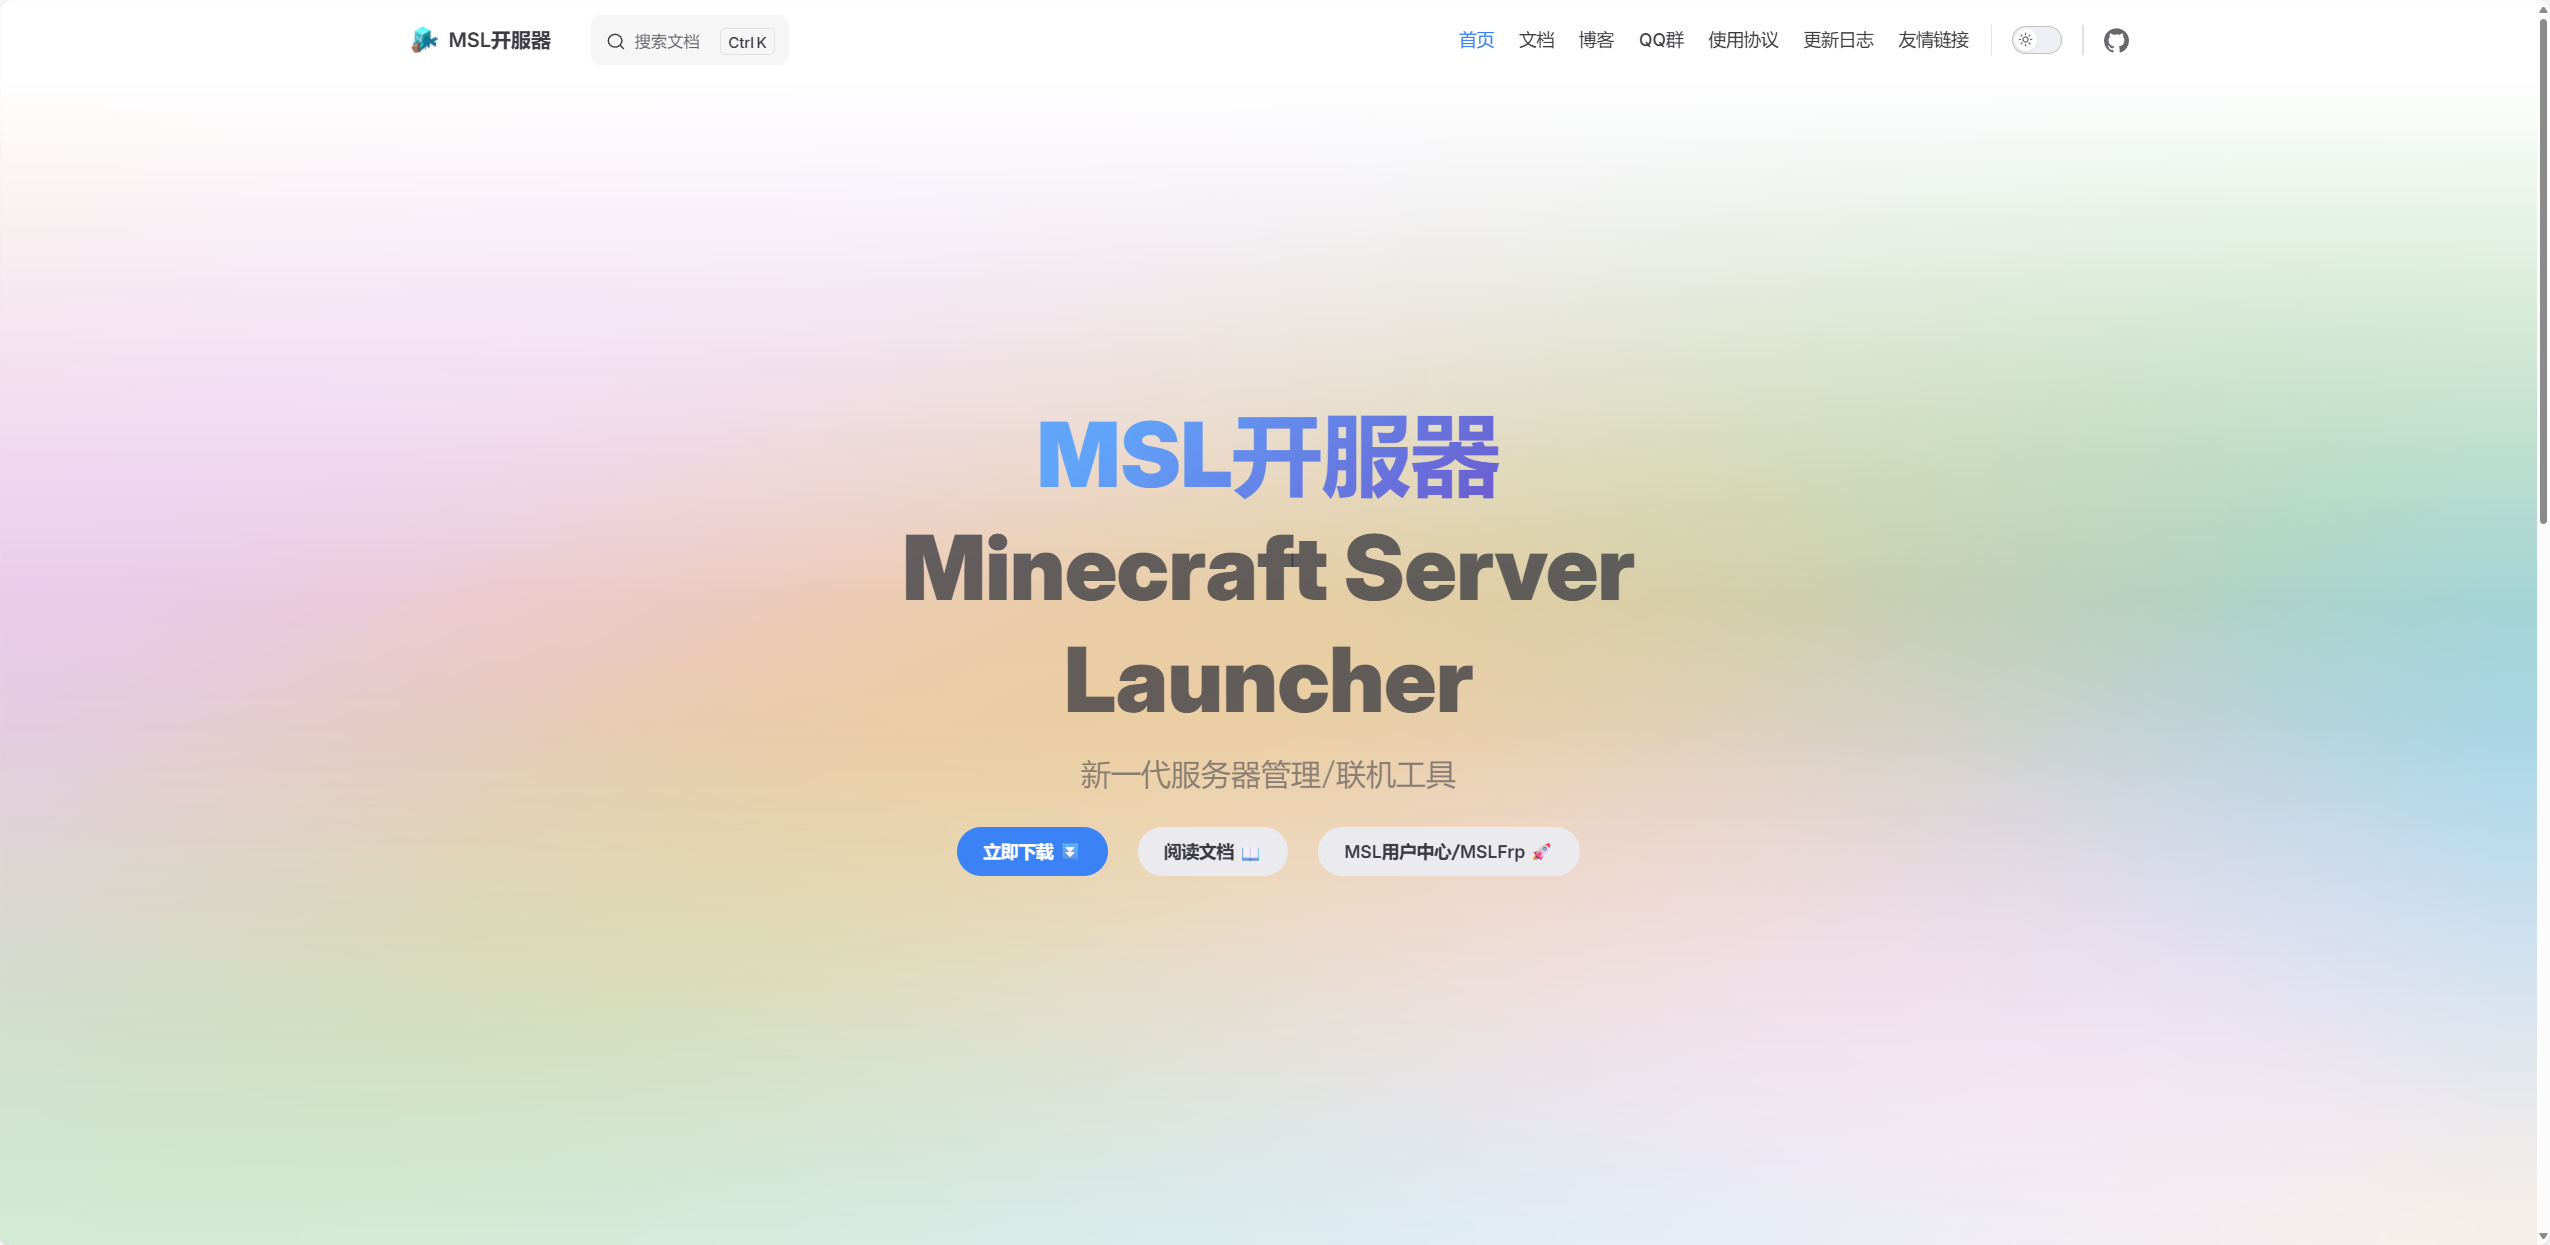 MSL开服器
搜索文档 Ctrl K
首页 文档 博客 QQ群 使用协议 更新日志 友情链接
MSL开服器
Minecraft Server
Launcher
新一代服务器管理/联机工具
立即下载 ⏬
阅读文档 📖
MSL用户中心/MSLFrp 🚀